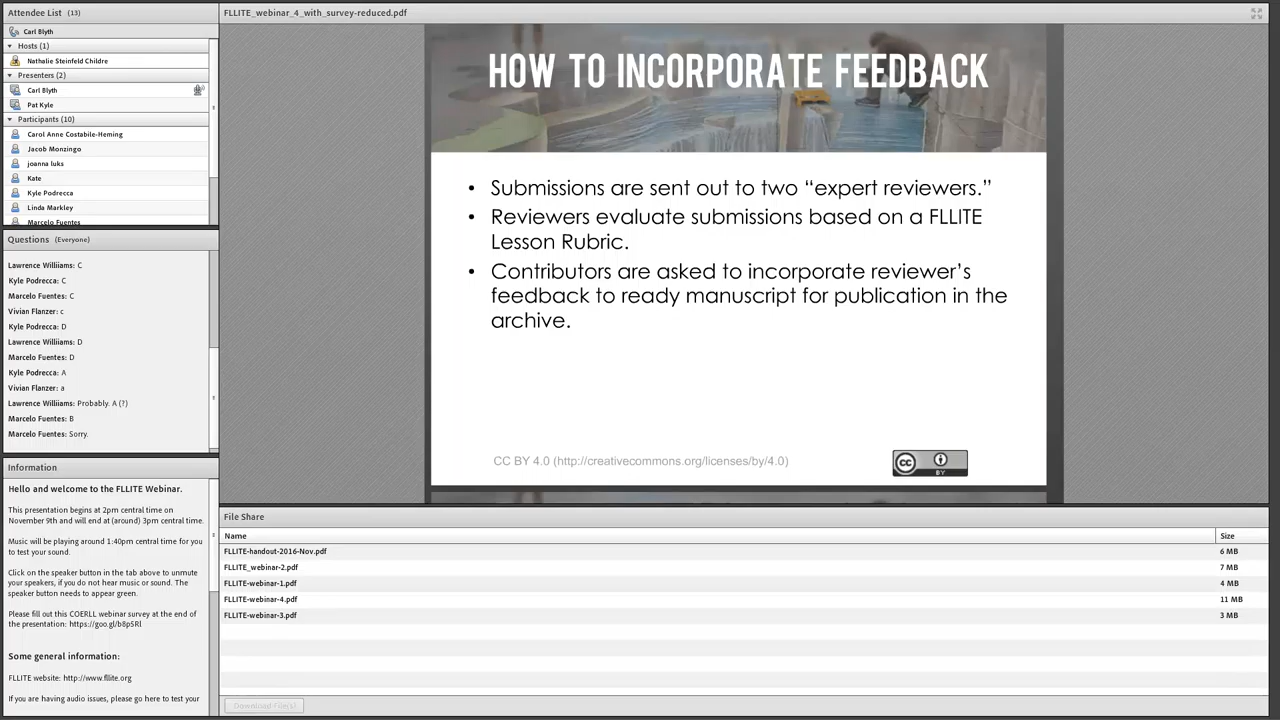 Attendee List (13)
Carl Blyth
Hosts (1)
Nathalie Steinfeld Childre
Presenters (2)
Carl Blyth
Pat Kyle
Participants (10)
Carol Anne Costabile-Heming
Jacob Monzingo
joanna luks
Kate
Kyle Podrecca
Linda Markley
Marcelo Fuentes
Questions (Everyone)
Lawrence Williiams: C
Kyle Podrecca: C
Marcelo Fuentes: C
Vivian Flanzer: c
Kyle Podrecca: D
Lawrence Williiams: D
Marcelo Fuentes: D
Kyle Podrecca: A
Vivian Flanzer: a
Lawrence Williiams: Probably. A (?)
Marcelo Fuentes: B
Marcelo Fuentes: Sorry.
Information
Hello and welcome to the FLLITE Webinar.
This presentation begins at 2pm central time on
November 9th and will end at (around) 3pm central time.
Music will be playing around 1:40pm central time for you
to test your sound.
Click on the speaker button in the tab above to unmute
your speakers, if you do not hear music or sound. The
speaker button needs to appear green.
Please fill out this COERLL webinar survey at the end of
the presentation: https://goo.gl/b8p5Rl
Some general information:
FLLITE website: http://www.fllite.org
If you are having audio issues, please go here to test your
FLLITE_webinar_4_with_survey-reduced.pdf
HOW TO INCORPORATE FEEDBACK
• Submissions are sent out to two “expert reviewers.”
• Reviewers evaluate submissions based on a FLLITE
Lesson Rubric.
• Contributors are asked to incorporate reviewer’s
feedback to ready manuscript for publication in the
archive.
CC BY 4.0 (http://creativecommons.org/licenses/by/4.0)
cc BY
File Share
Name Size
FLLITE-handout-2016-Nov.pdf 6 MB
FLLITE_webinar-2.pdf 7 MB
FLLITE-webinar-1.pdf 4 MB
FLLITE-webinar-4.pdf 11 MB
FLLITE-webinar-3.pdf 3 MB
Download File(s)